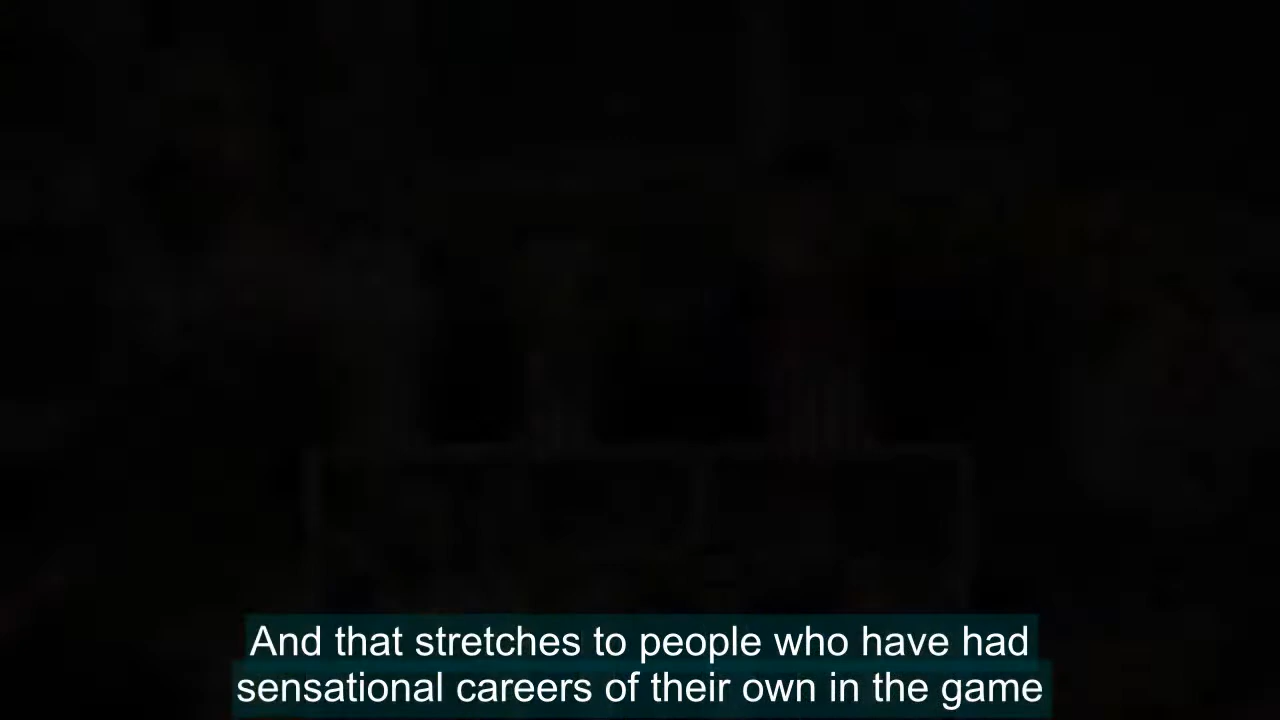 And that stretches to people who have had
sensational careers of their own in the game